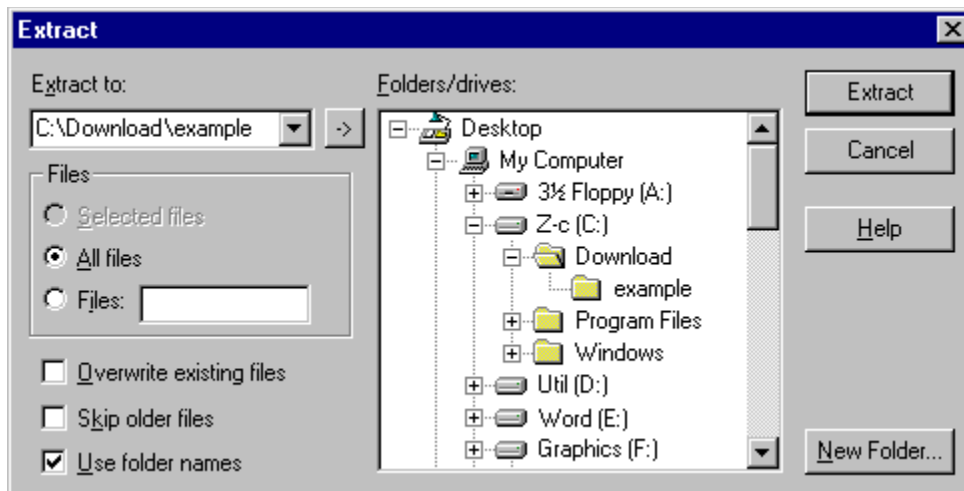 Extract
Extract to:
C:\Download\example
->
Files
Selected files
All files
Files:
Overwrite existing files
Skip older files
Use folder names
Folders/drives:
Desktop
My Computer
3½ Floppy (A:)
Z-c (C:)
Download
example
Program Files
Windows
Util (D:)
Word (E:)
Graphics (F:)
Extract
Cancel
Help
New Folder...